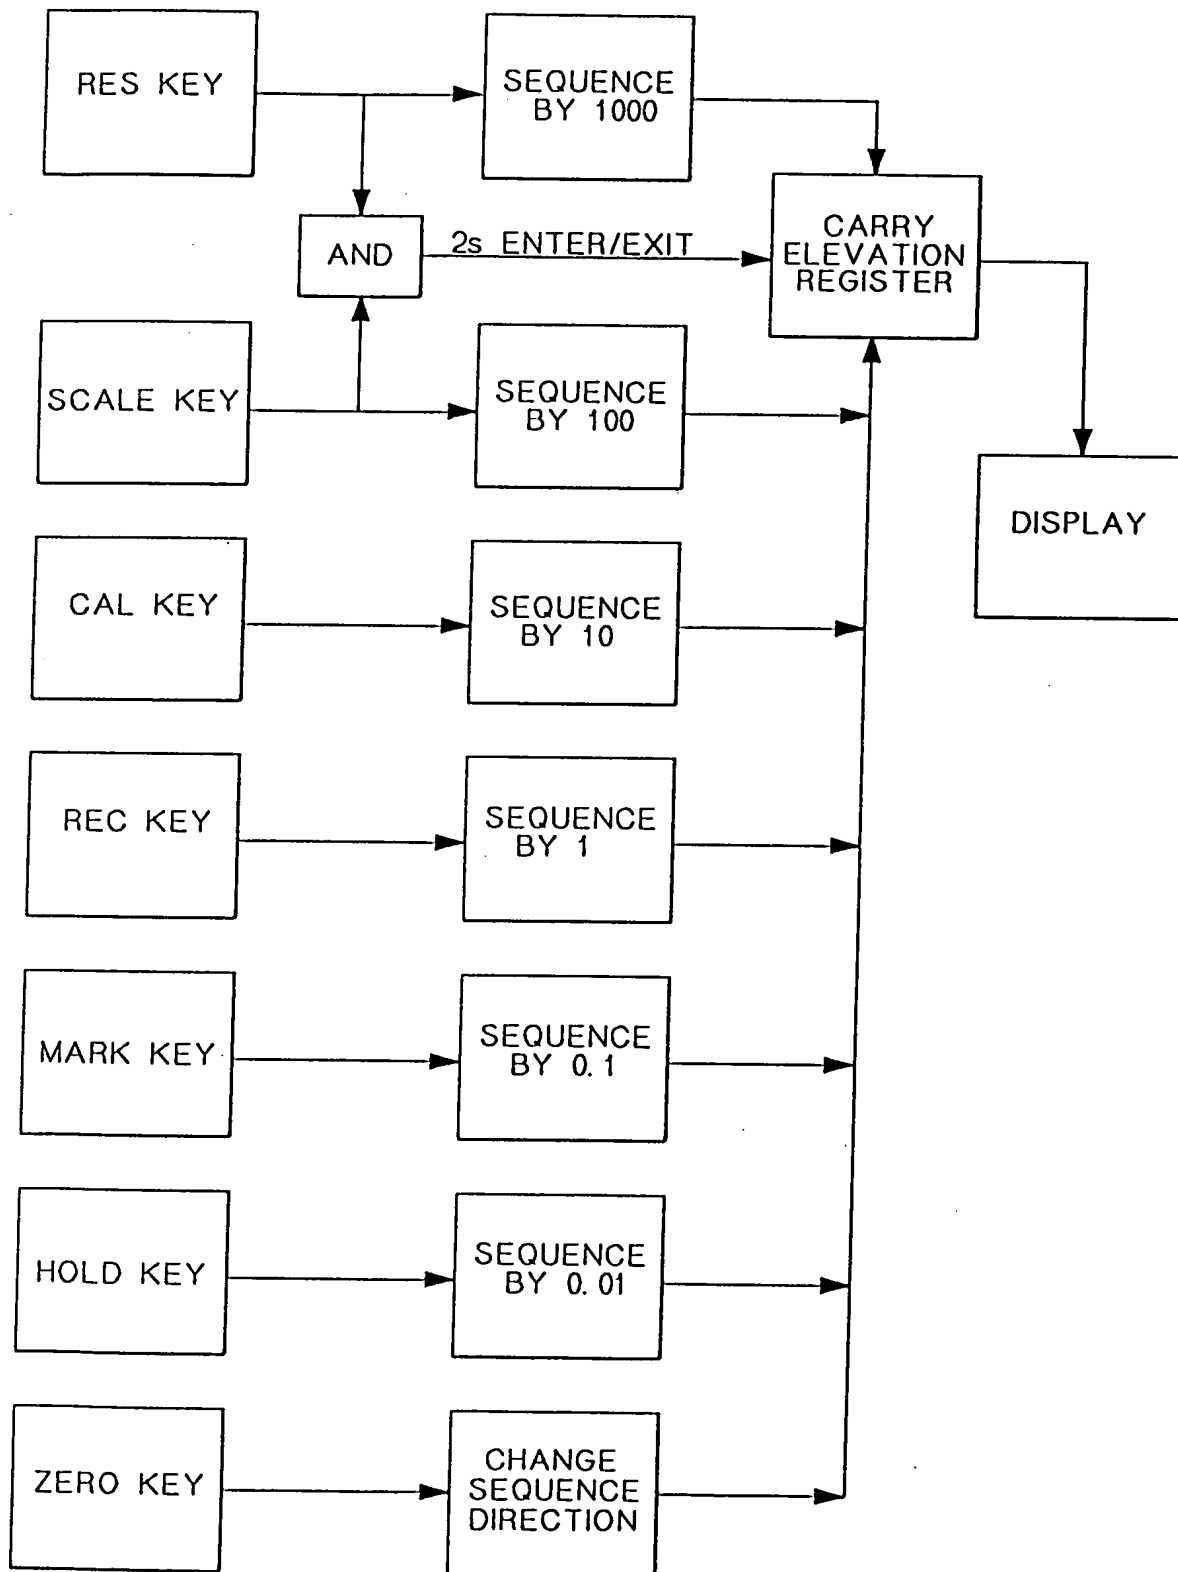 RES KEY
SEQUENCE
BY 1000
CARRY
ELEVATION
REGISTER
AND
2s ENTER/EXIT
SCALE KEY
SEQUENCE
BY 100
DISPLAY
CAL KEY
SEQUENCE
BY 10
REC KEY
SEQUENCE
BY 1
MARK KEY
SEQUENCE
BY 0.1
HOLD KEY
SEQUENCE
BY 0.01
ZERO KEY
CHANGE
SEQUENCE
DIRECTION